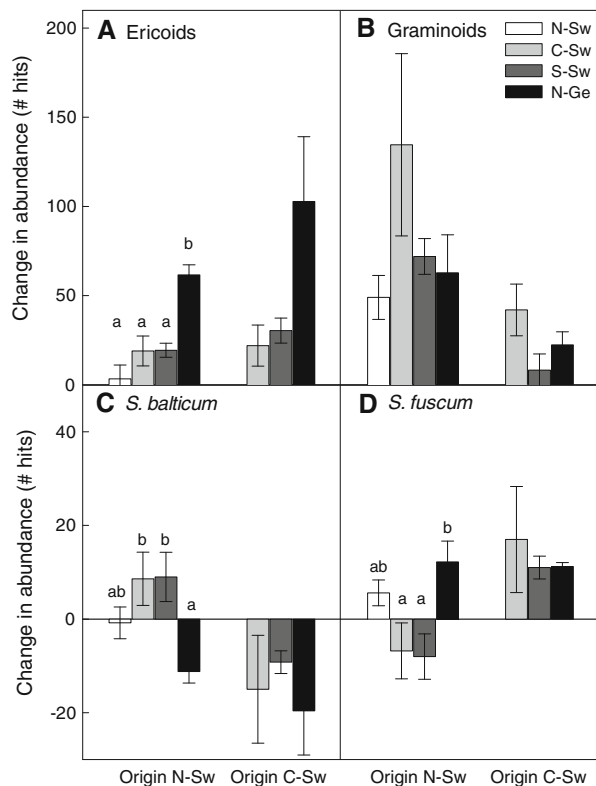 A Ericoids
B Graminoids
N-Sw
C-Sw
S-Sw
N-Ge
Change in abundance (# hits)
200
150
100
50
0
a a a b
C S. balticum
D S. fuscum
Change in abundance (# hits)
40
20
0
-20
ab b b a
ab a a b
Origin N-Sw Origin C-Sw Origin N-Sw Origin C-Sw